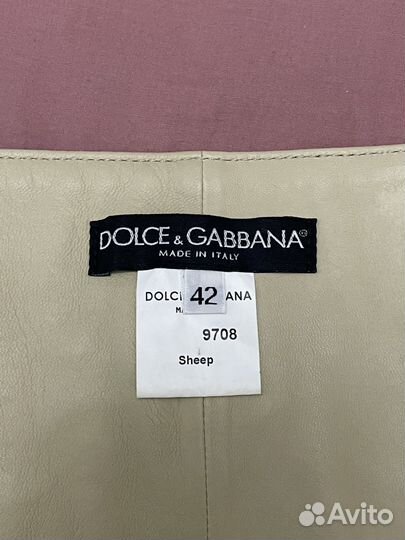 DOLCE & GABBANA®
MADE IN ITALY
42
9708
Sheep
Avito